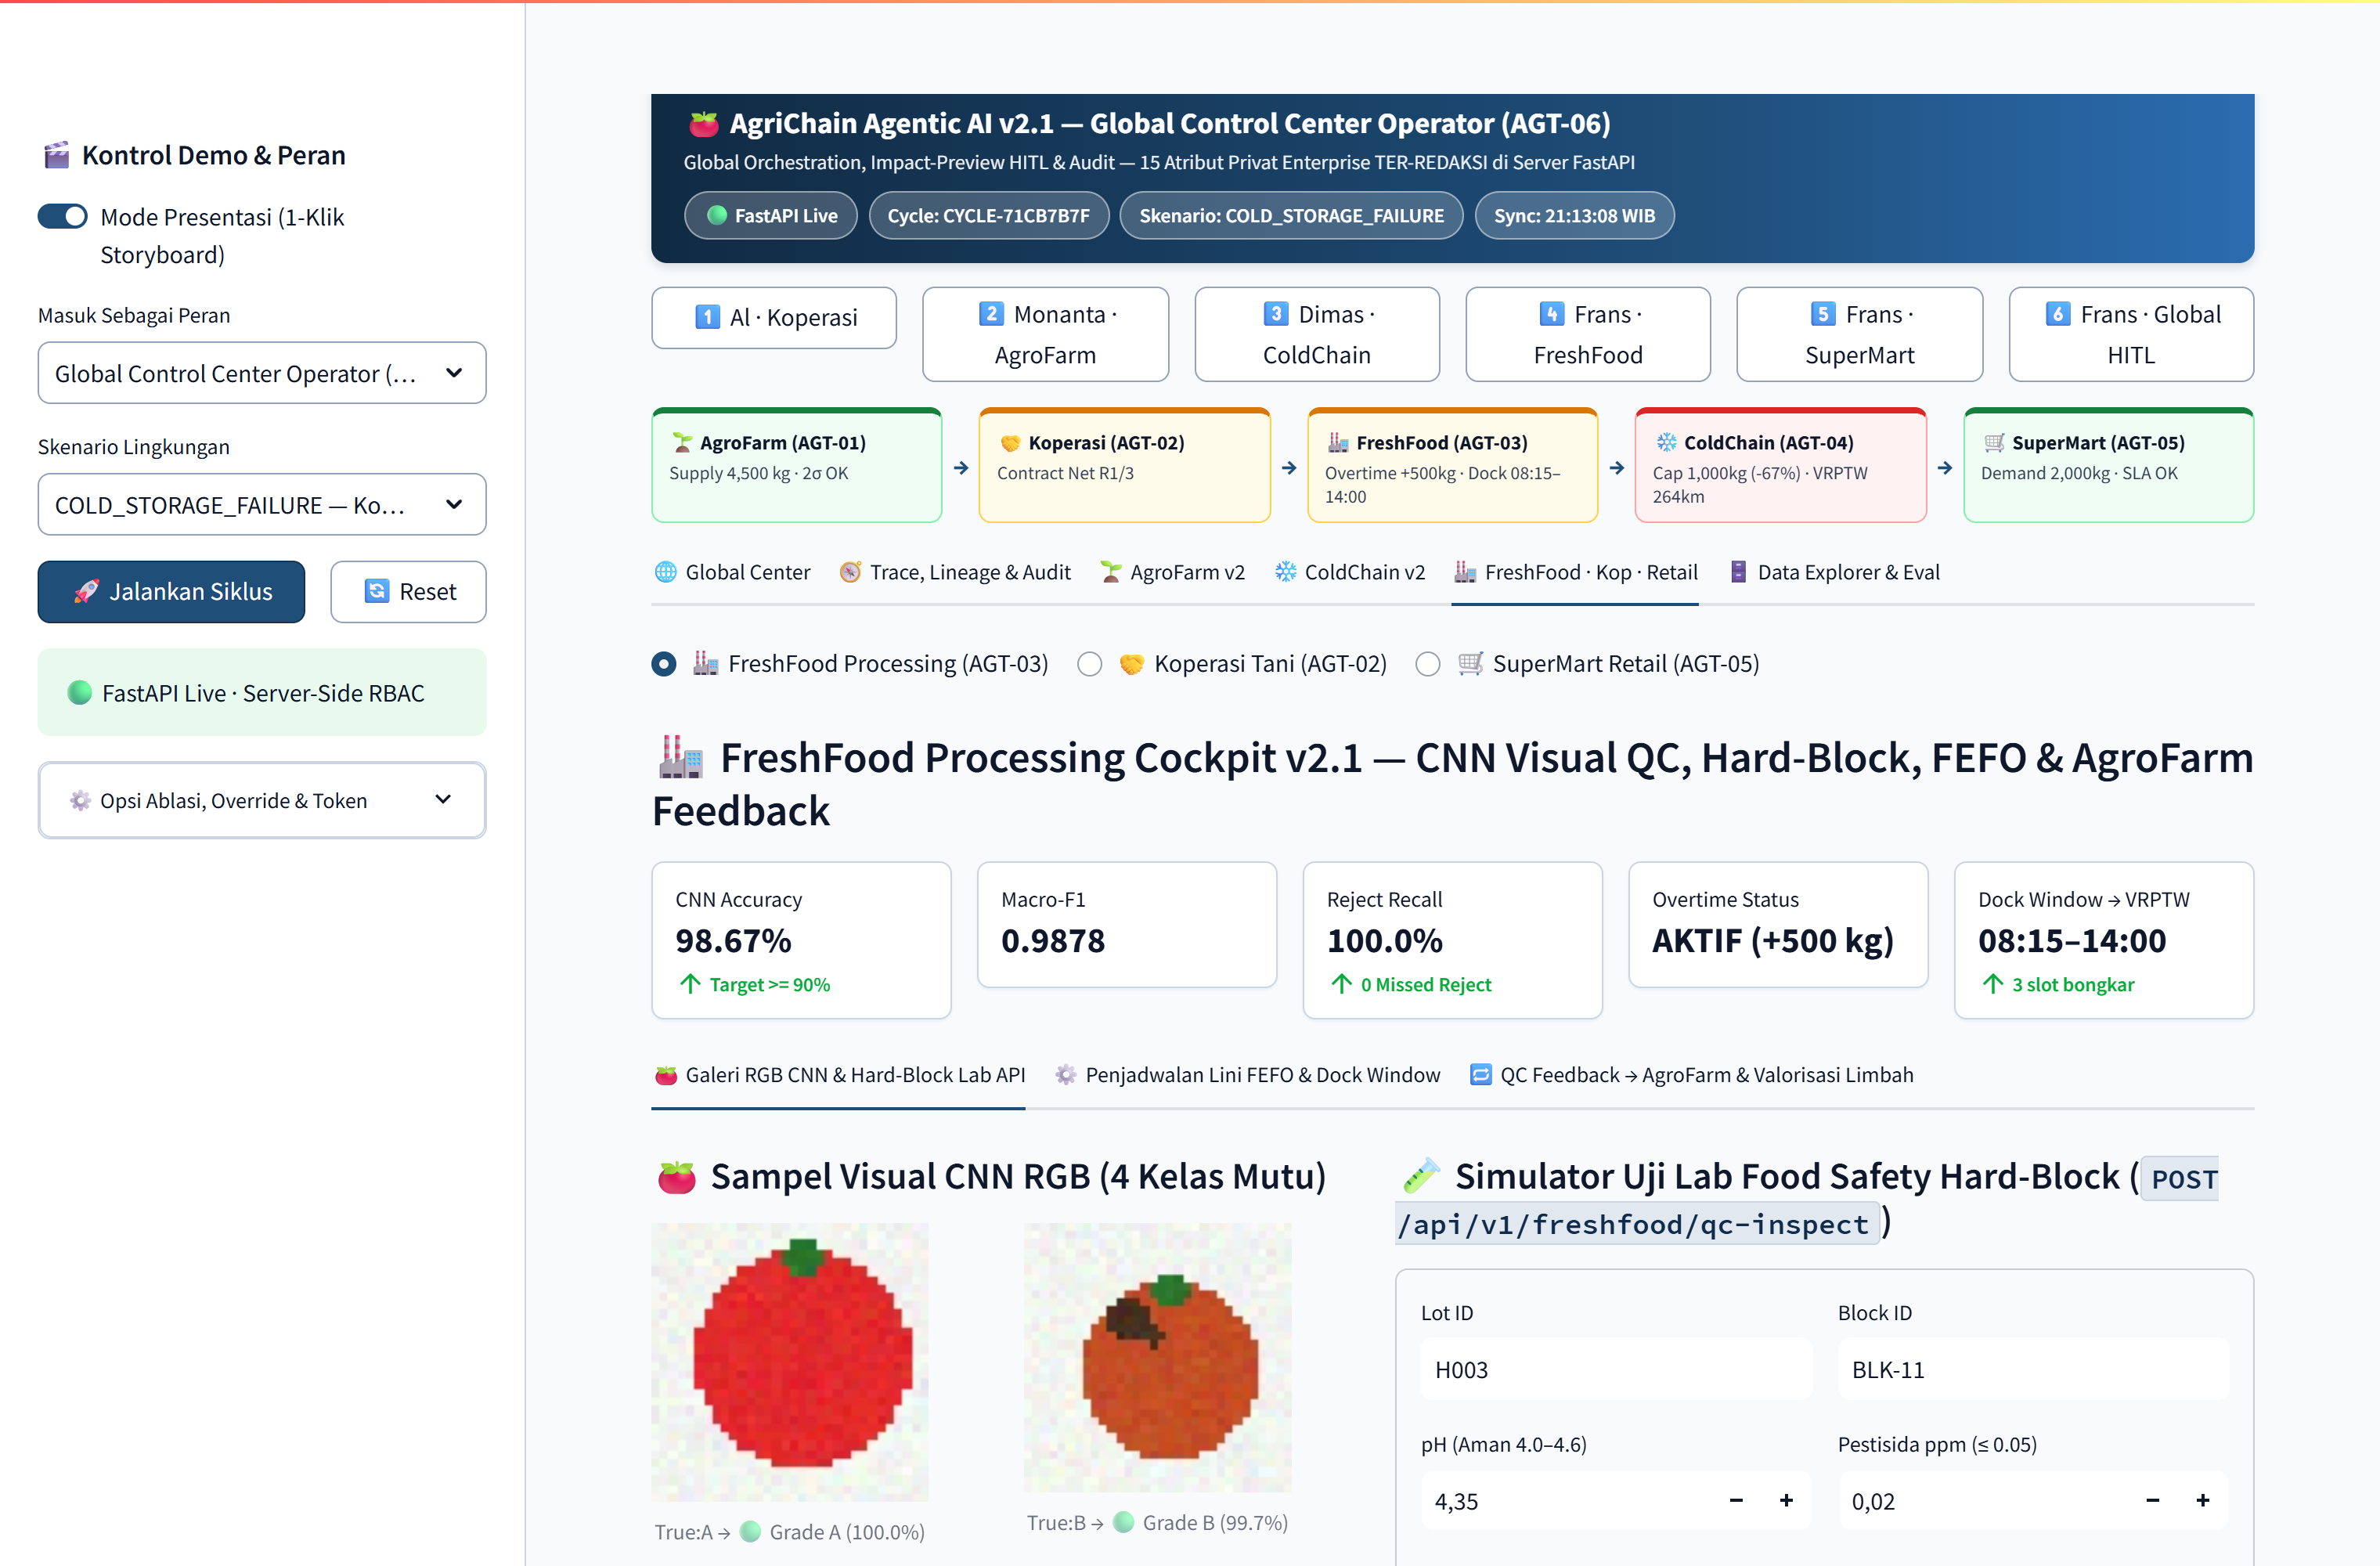 Kontrol Demo & Peran
Mode Presentasi (1-Klik
Storyboard)
Masuk Sebagai Peran
Global Control Center Operator (...
Skenario Lingkungan
COLD_STORAGE_FAILURE — Ko...
Jalankan Siklus
Reset
FastAPI Live · Server-Side RBAC
Opsi Ablasi, Override & Token
AgriChain Agentic AI v2.1 — Global Control Center Operator (AGT-06)
Global Orchestration, Impact-Preview HITL & Audit — 15 Atribut Privat Enterprise TER-REDAKSI di Server FastAPI
FastAPI Live
Cycle: CYCLE-71CB7B7F
Skenario: COLD_STORAGE_FAILURE
Sync: 21:13:08 WIB
1 Al · Koperasi
2 Monanta ·
AgroFarm
3 Dimas ·
ColdChain
4 Frans ·
FreshFood
5 Frans ·
SuperMart
6 Frans · Global
HITL
AgroFarm (AGT-01)
Supply 4,500 kg · 2σ OK
→
Koperasi (AGT-02)
Contract Net R1/3
→
FreshFood (AGT-03)
Overtime +500kg · Dock 08:15–
14:00
→
ColdChain (AGT-04)
Cap 1,000kg (-67%) · VRPTW
264km
→
SuperMart (AGT-05)
Demand 2,000kg · SLA OK
Global Center
Trace, Lineage & Audit
AgroFarm v2
ColdChain v2
FreshFood · Kop · Retail
Data Explorer & Eval
FreshFood Processing (AGT-03)
Koperasi Tani (AGT-02)
SuperMart Retail (AGT-05)
FreshFood Processing Cockpit v2.1 — CNN Visual QC, Hard-Block, FEFO & AgroFarm
Feedback
CNN Accuracy
98.67%
↑ Target >= 90%
Macro-F1
0.9878
Reject Recall
100.0%
↑ 0 Missed Reject
Overtime Status
AKTIF (+500 kg)
Dock Window → VRPTW
08:15–14:00
↑ 3 slot bongkar
Galeri RGB CNN & Hard-Block Lab API
Penjadwalan Lini FEFO & Dock Window
QC Feedback → AgroFarm & Valorisasi Limbah
Sampel Visual CNN RGB (4 Kelas Mutu)
True:A → Grade A (100.0%)
True:B → Grade B (99.7%)
Simulator Uji Lab Food Safety Hard-Block ( POST
/api/v1/freshfood/qc-inspect )
Lot ID
H003
Block ID
BLK-11
pH (Aman 4.0–4.6)
4,35
− +
Pestisida ppm (≤ 0.05)
0,02
− +